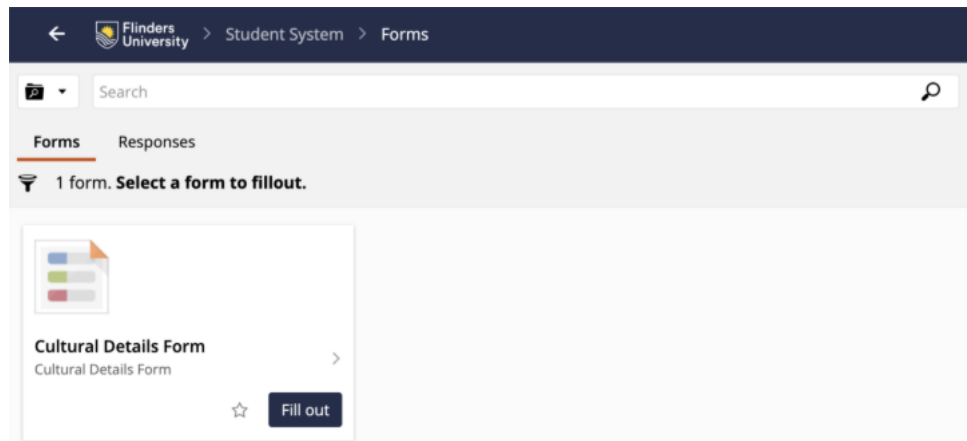 Flinders
University > Student System > Forms
Search
Forms Responses
1 form. Select a form to fillout.
Cultural Details Form
Cultural Details Form
Fill out